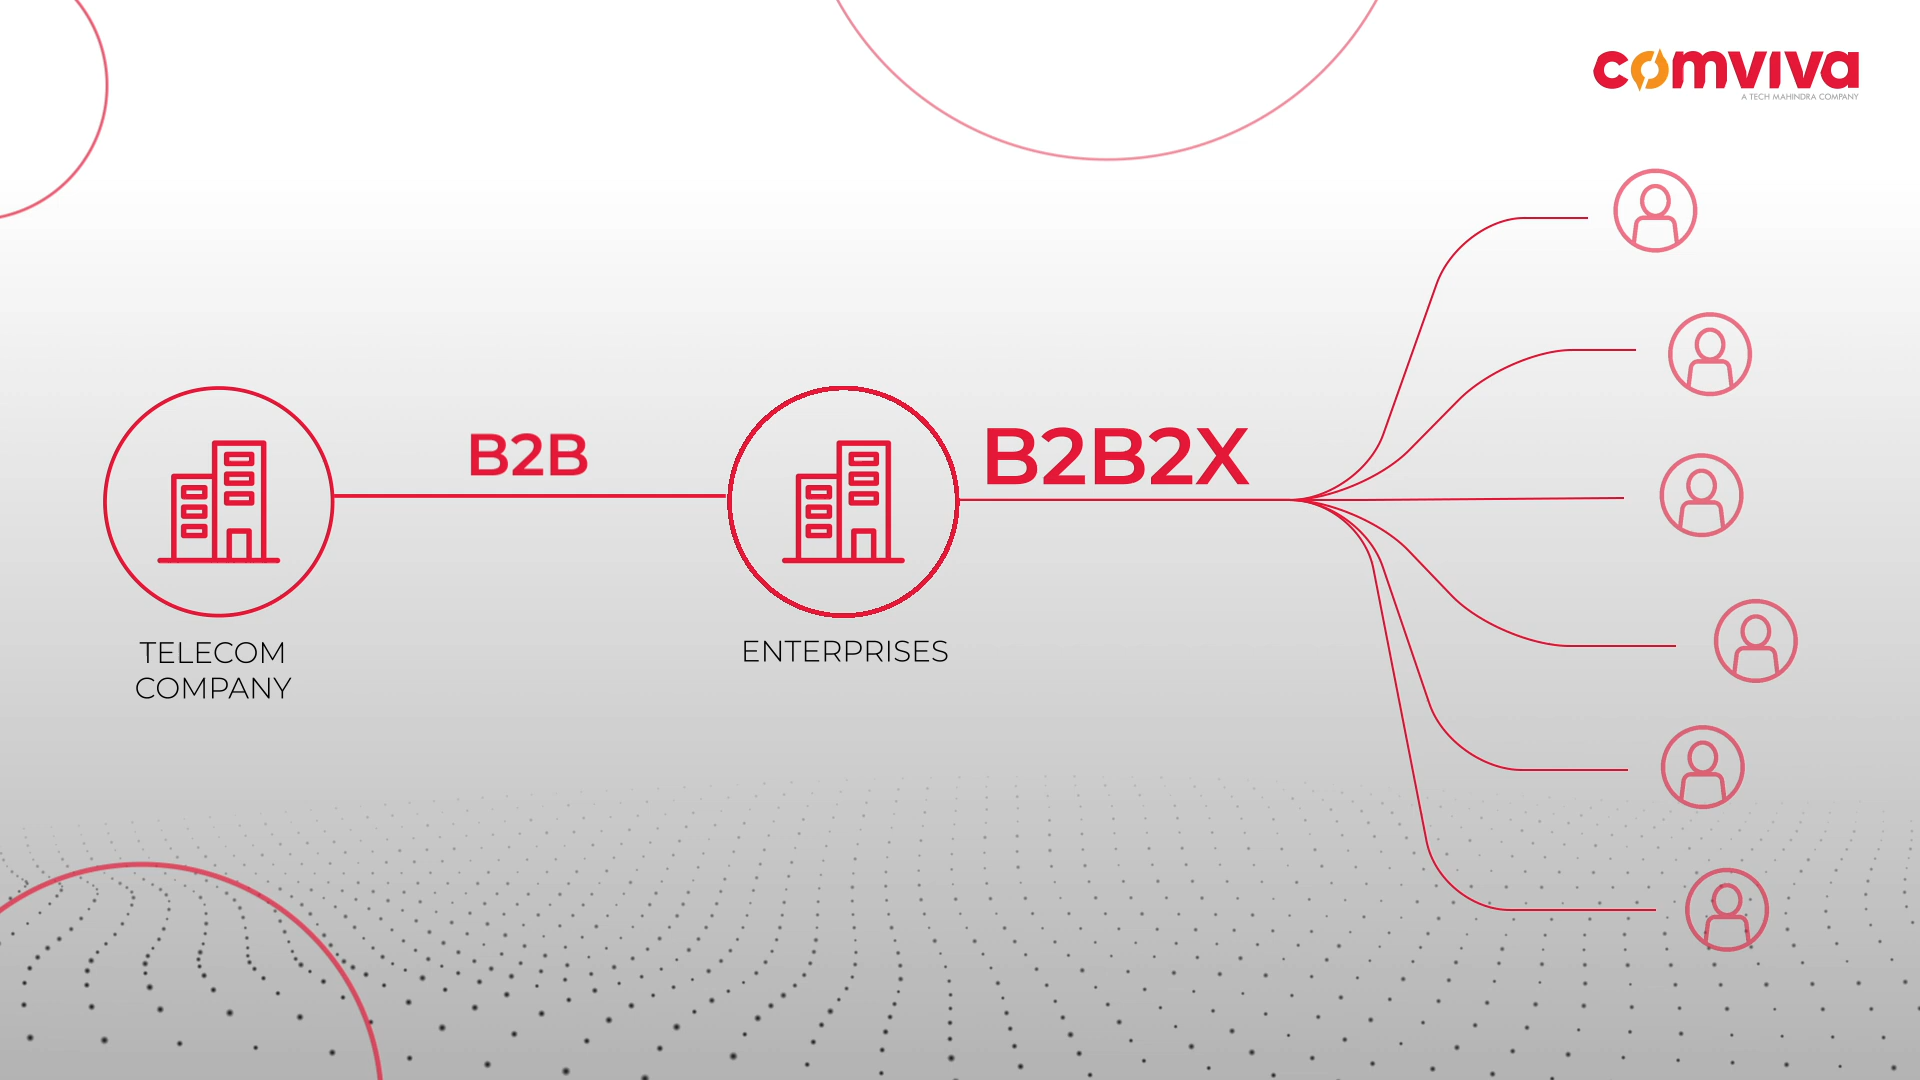 comviva
A TECH MAHINDRA COMPANY
B2B
B2B2X
TELECOM
COMPANY
ENTERPRISES